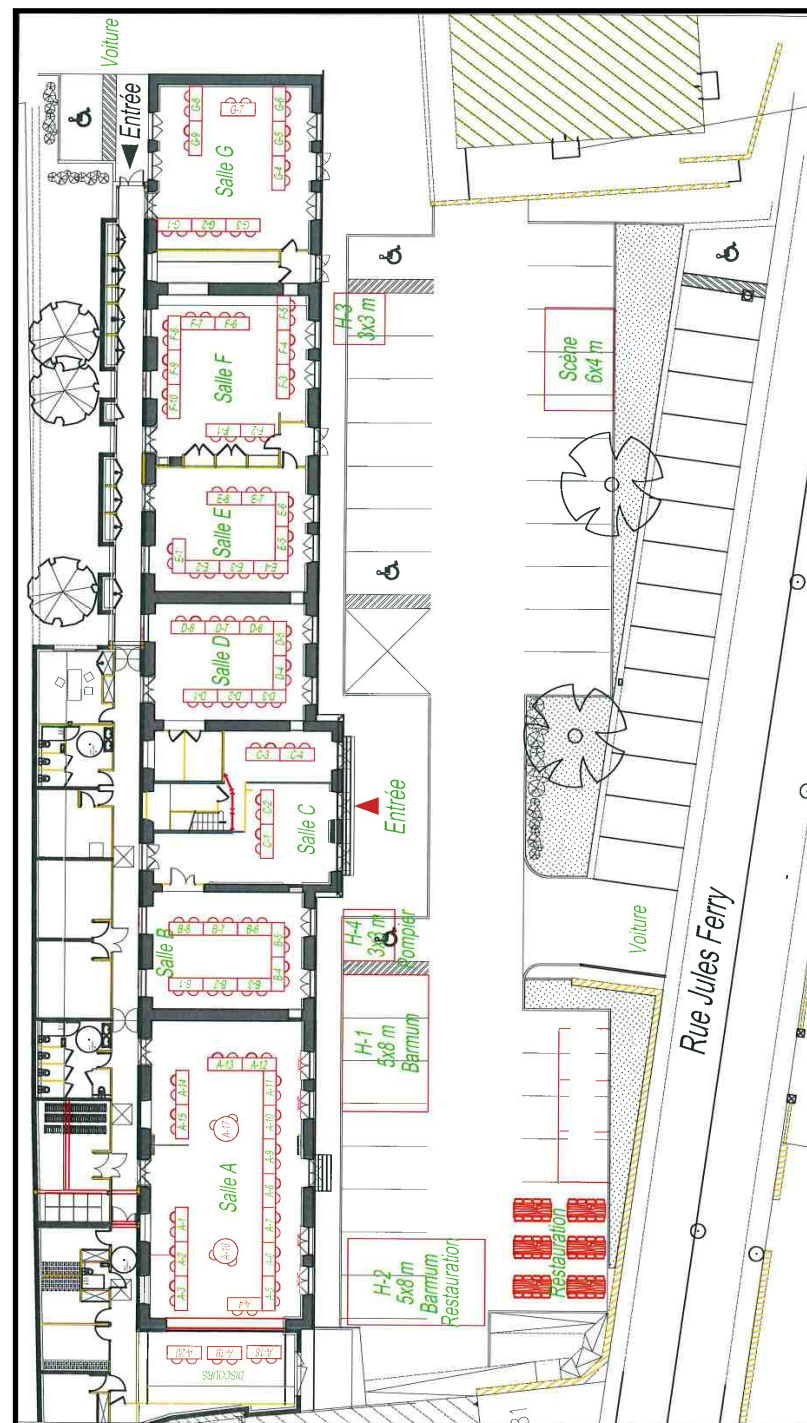 Voiture
Entrée
G-8
G-9
G-7
G-6
G-5
G-4
Salle G
G-1
G-2
G-3
H-3
3x3 m
Scène
6x4 m
F-8
F-7
F-6
F-5
F-9
F-4
F-10
F-3
Salle F
F-1
F-2
E-8
E-7
E-6
Salle E
E-1
E-5
E-2
E-3
E-4
D-8
D-7
D-6
D-5
Salle D
D-4
D-1
D-2
D-3
C-3
C-4
C-2
C-1
Salle C
Entrée
B-8
B-7
B-6
B-5
Salle B
B-4
B-1
B-2
B-3
H-4
3x3 m
Pompier
Voiture
Rue Jules Ferry
H-1
5x8 m
Barmum
A-13
A-12
A-14
A-11
A-15
A-10
A-17
A-9
A-8
Salle A
A-1
A-7
A-2
A-16
A-6
A-3
A-4
A-5
H-2
5x8 m
Barmum
Restauration
Restauration
A-20
A-19
A-18
DISCOURS